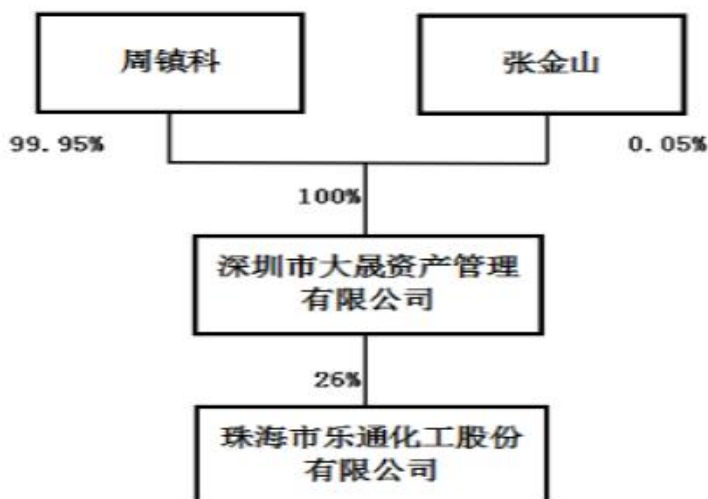 周镇科
张金山
99.95%
0.05%
100%
深圳市大晟资产管理
有限公司
26%
珠海市乐通化工股份
有限公司